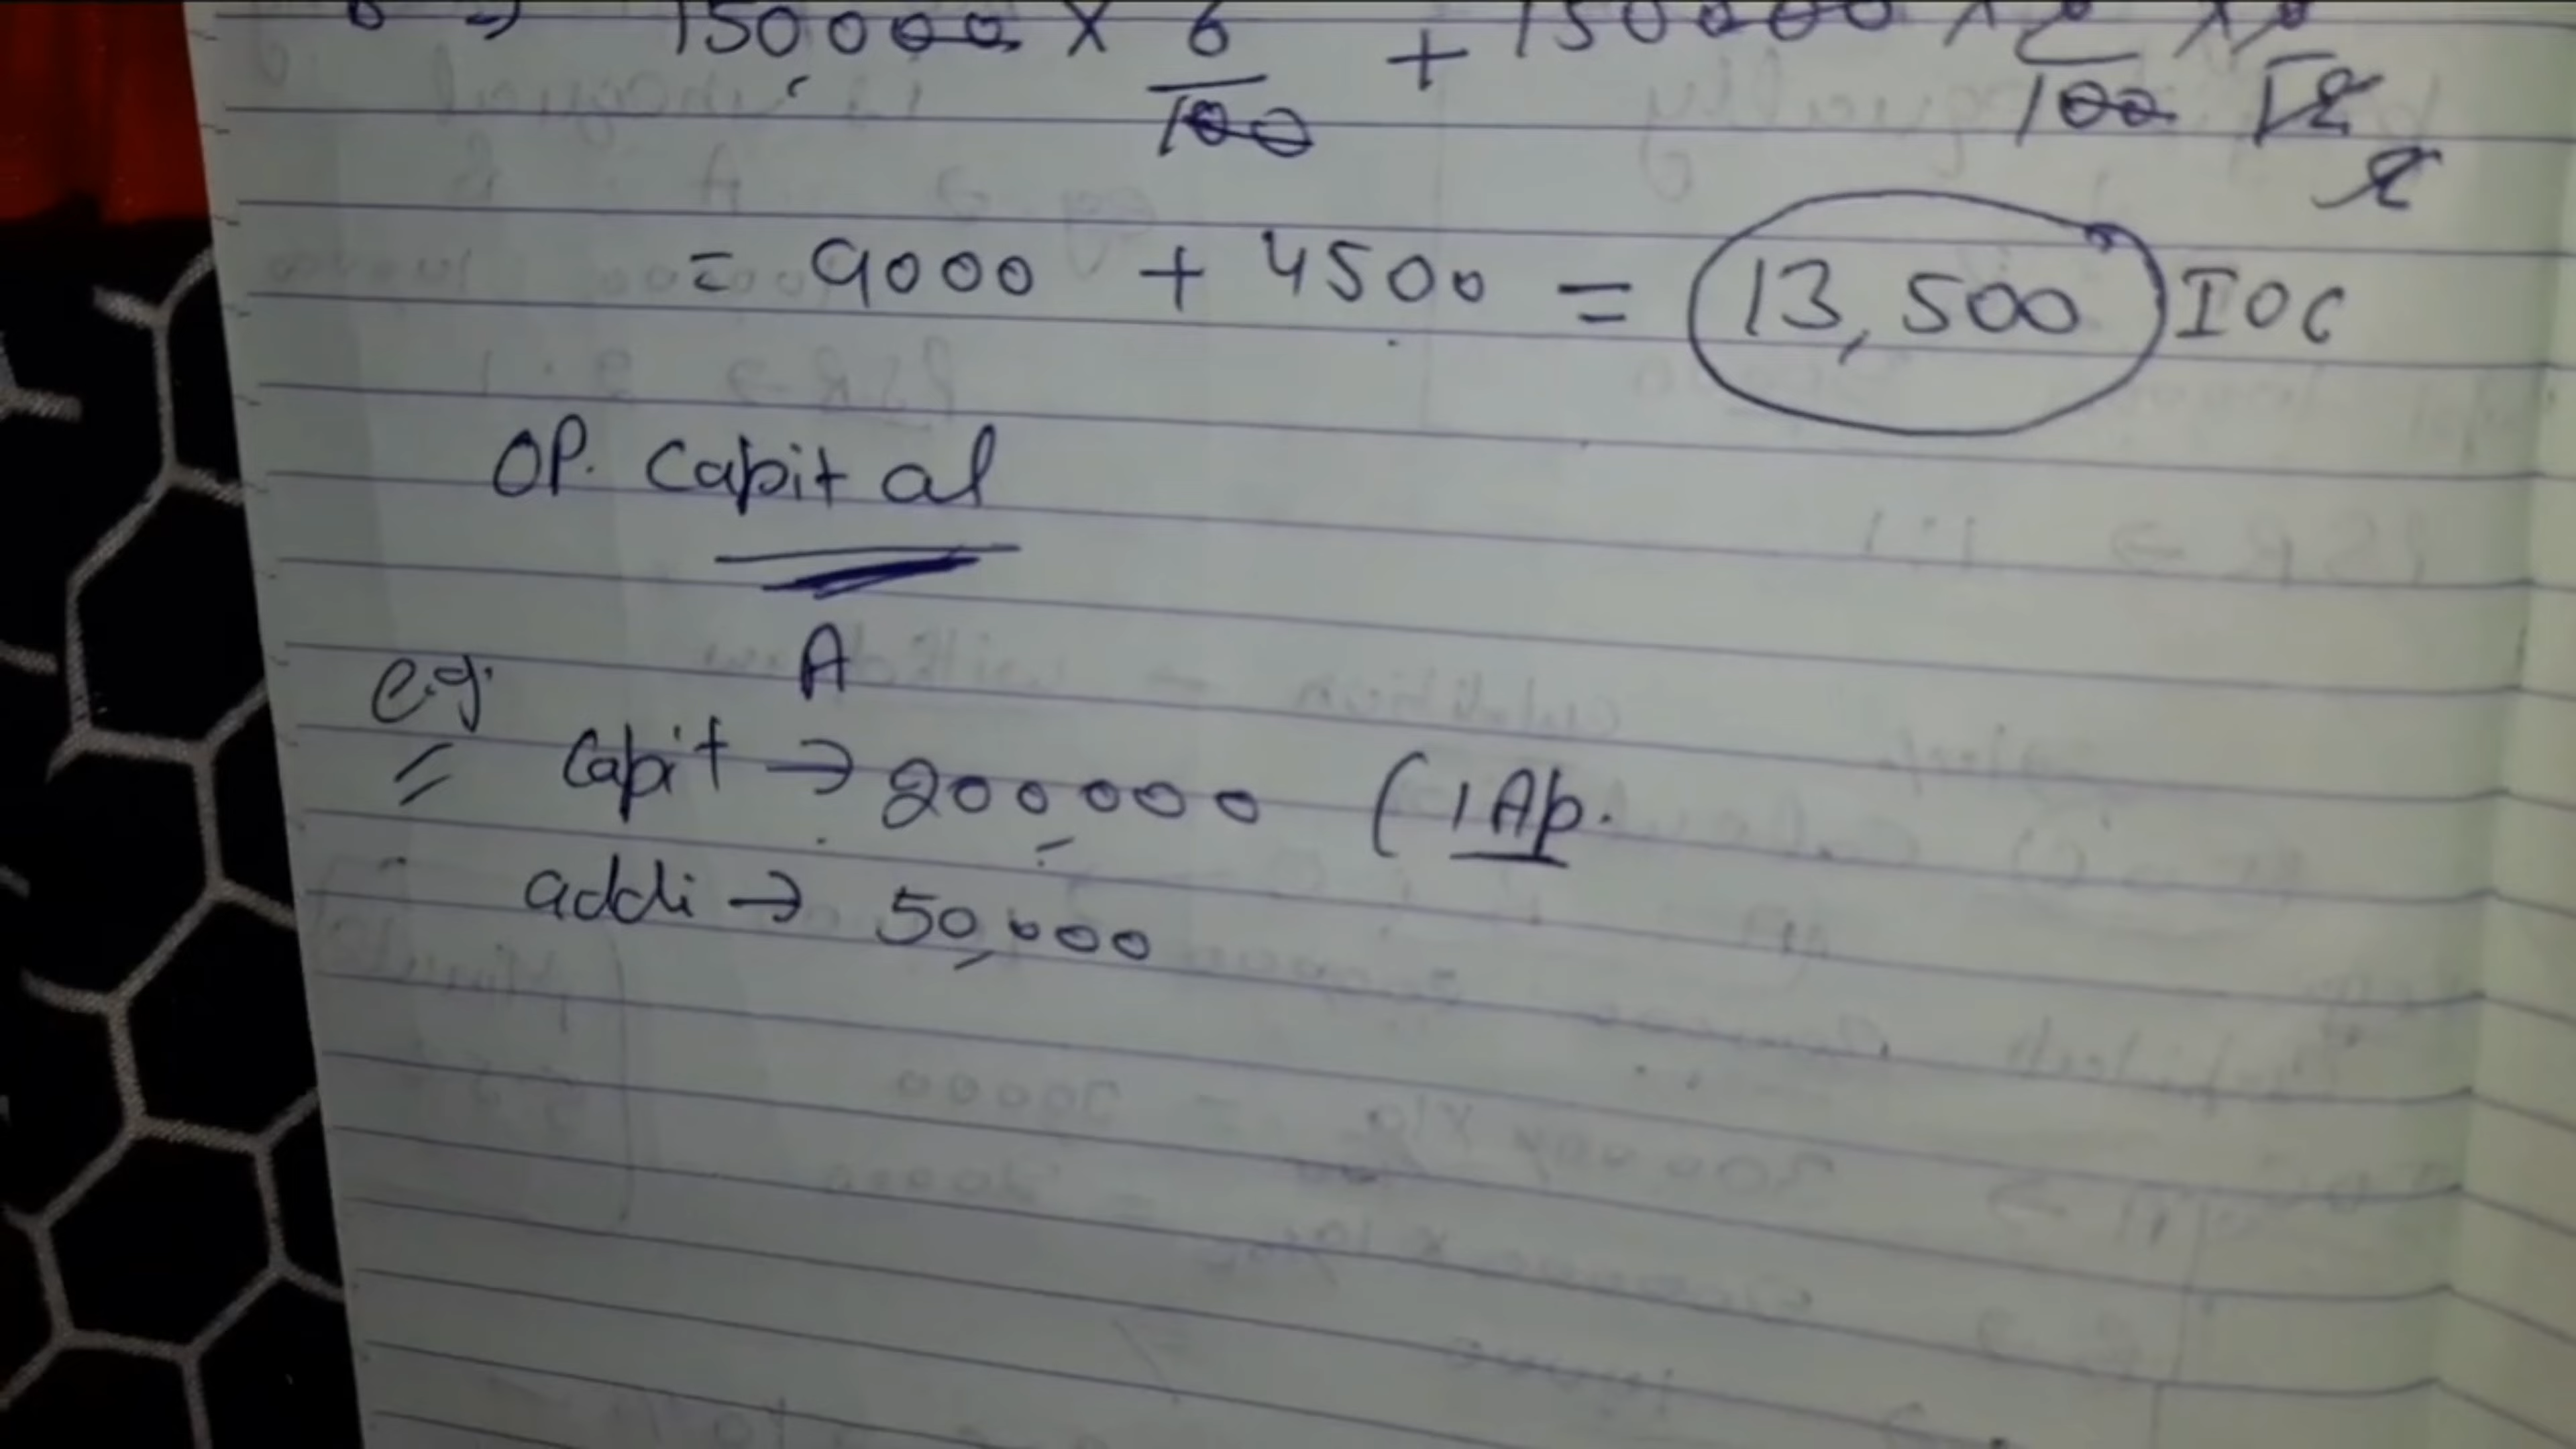 150000 × 6/100 + 150000 × 6/100 × 6/12
= 9000 + 4500 = 13,500 IOC
OP. Capital
A
e.g.
Capit → 200000 (1 Ap.
addi → 50,000